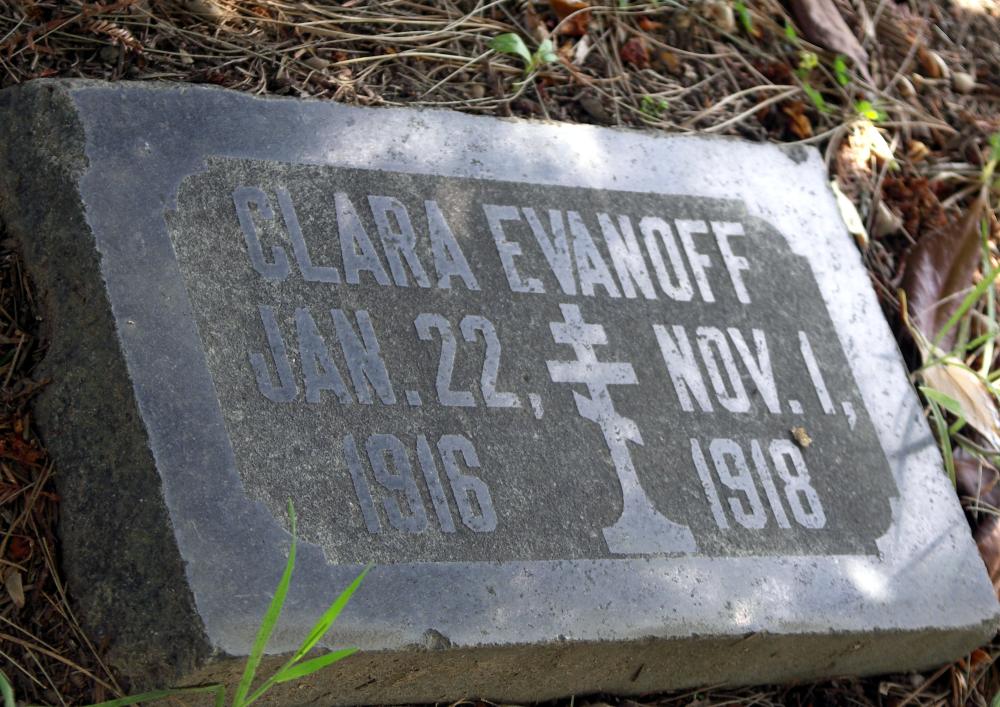 CLARA EVANOFF
JAN. 22, NOV. 1,
1916 1918